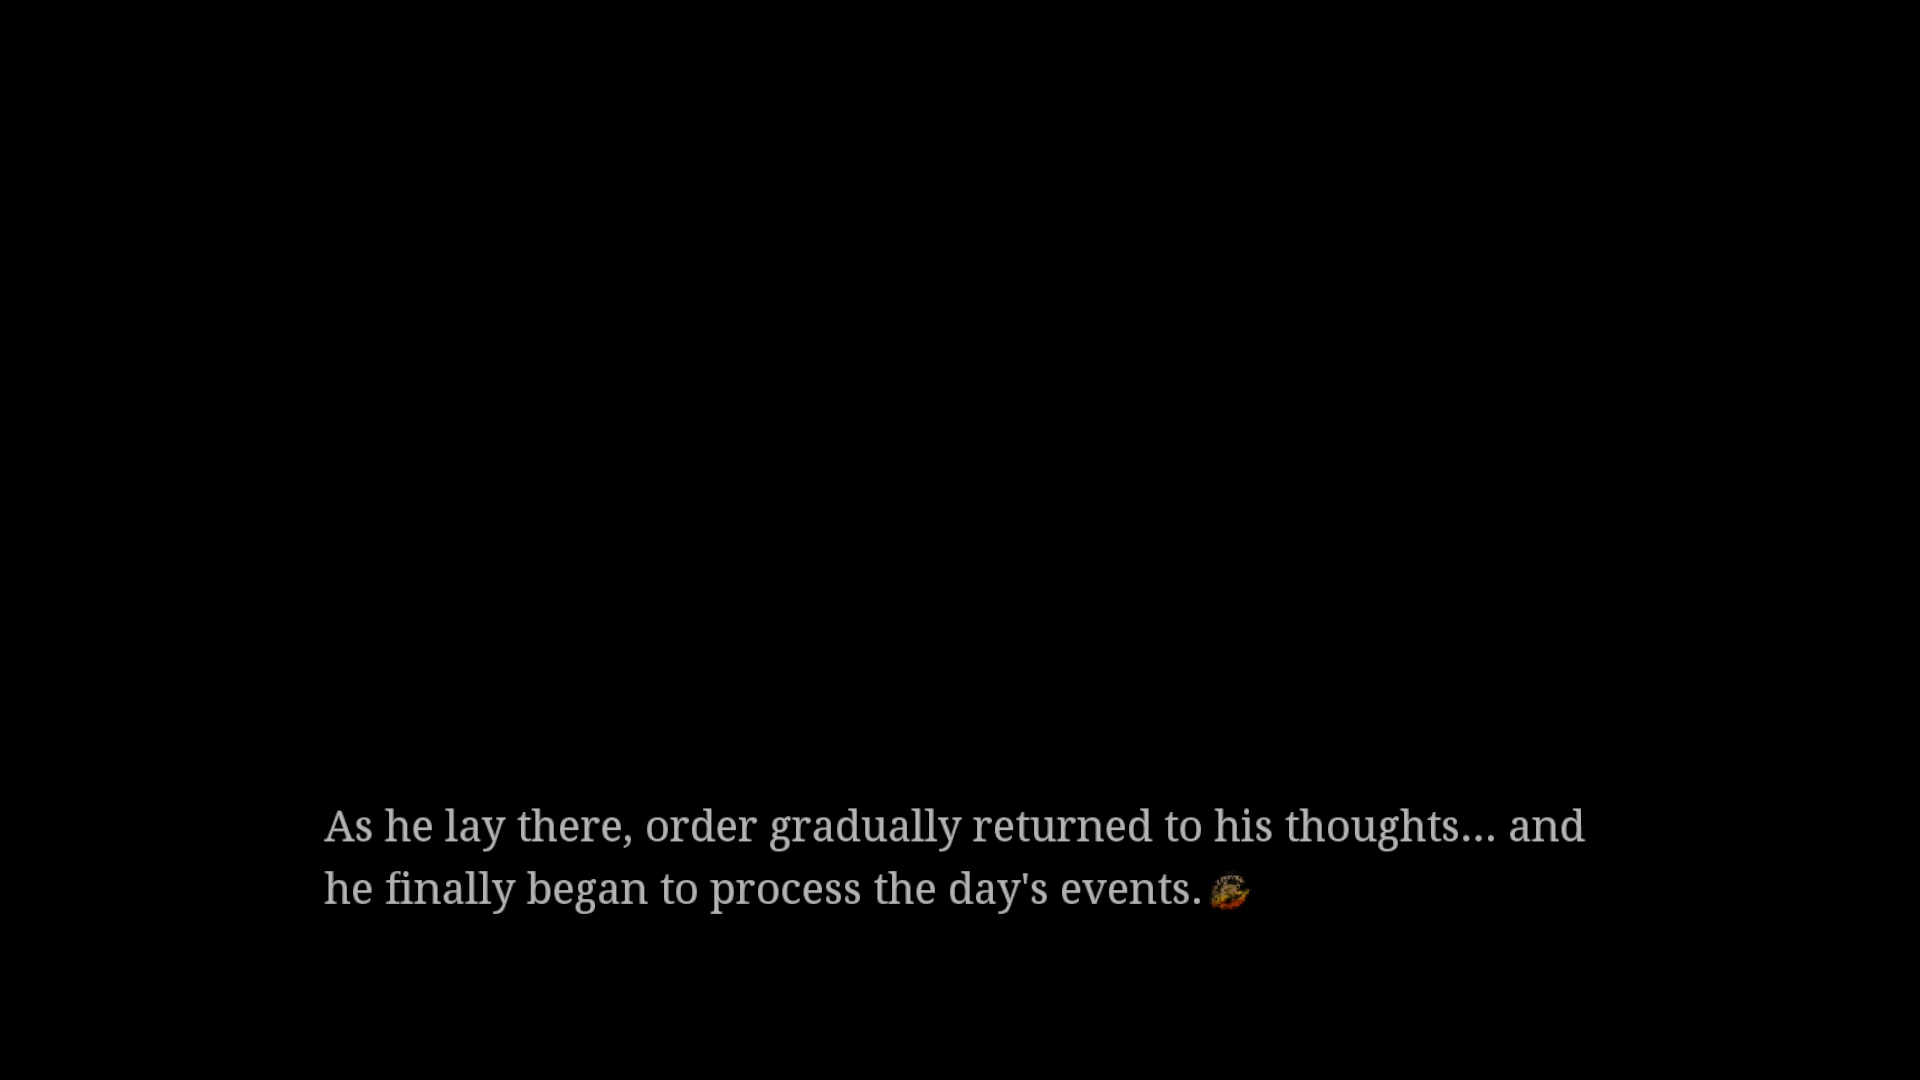 As he lay there, order gradually returned to his thoughts... and
he finally began to process the day's events.